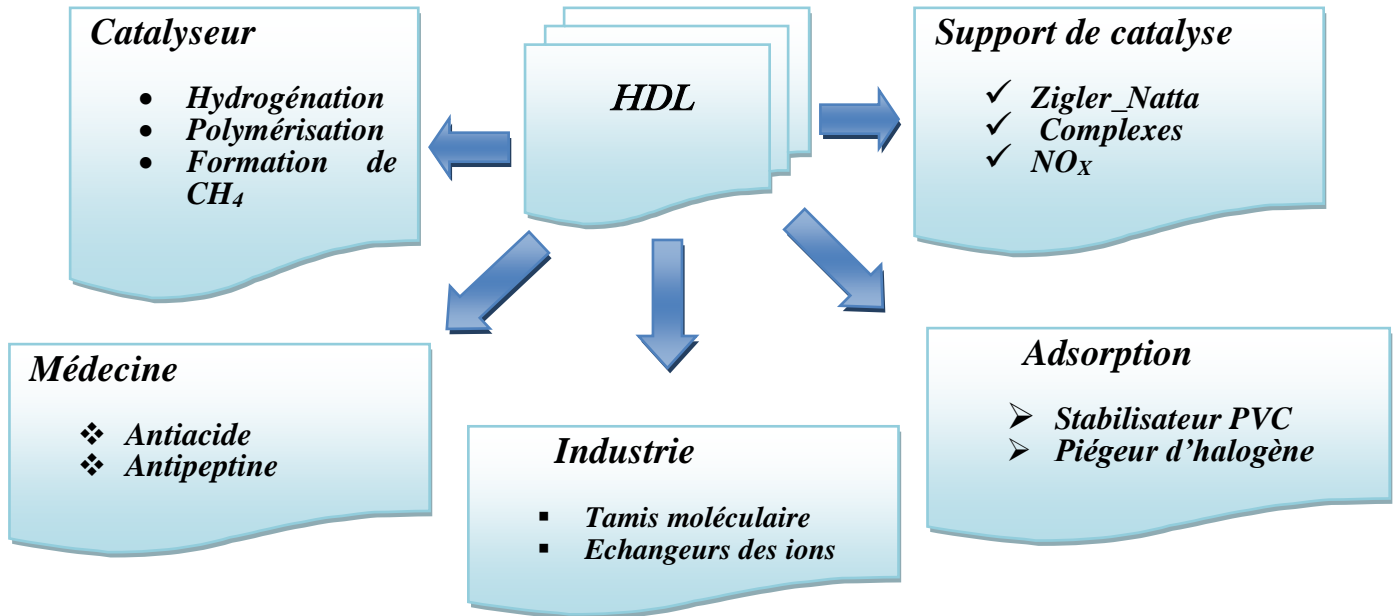 Catalyseur
• Hydrogénation
• Polymérisation
• Formation de
CH4
HDL
Support de catalyse
✓ Zigler_Natta
✓ Complexes
✓ NOX
Médecine
❖ Antiacide
❖ Antipeptine
Industrie
▪ Tamis moléculaire
▪ Echangeurs des ions
Adsorption
➢ Stabilisateur PVC
➢ Piégeur d’halogène